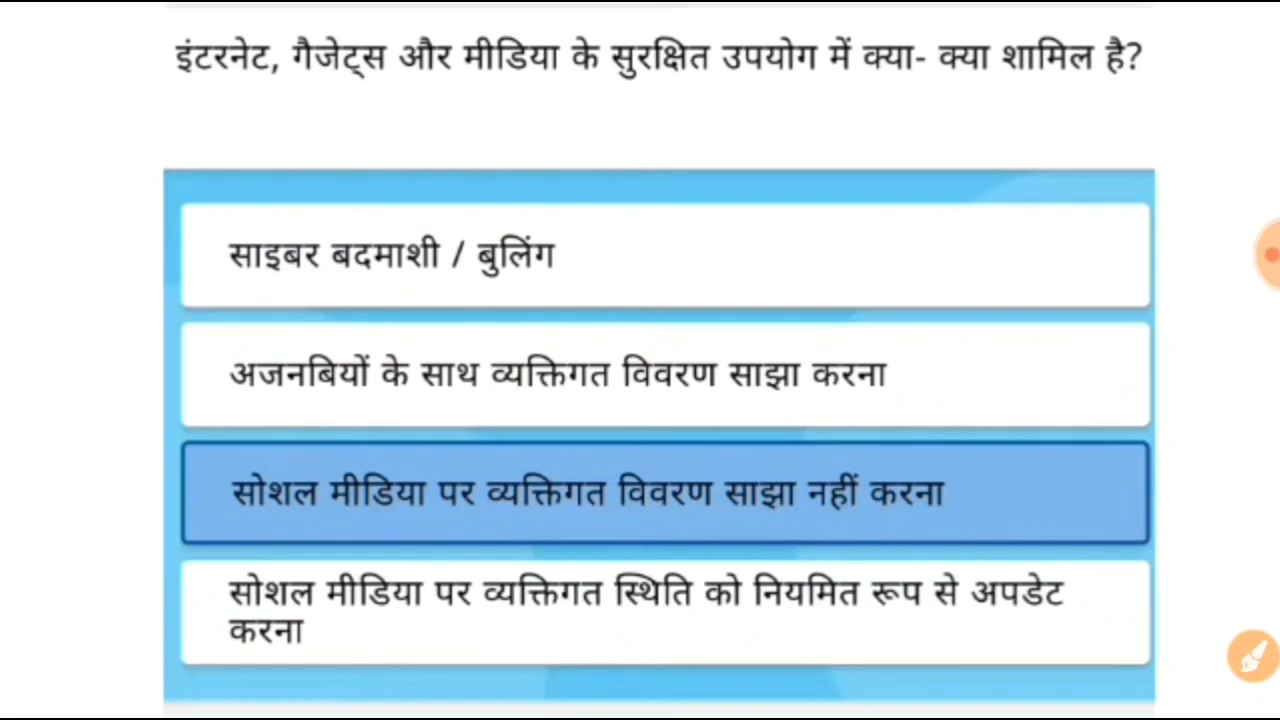 इंटरनेट, गैजेट्स और मीडिया के सुरक्षित उपयोग में क्या- क्या शामिल है?
साइबर बदमाशी / बुलिंग
अजनबियों के साथ व्यक्तिगत विवरण साझा करना
सोशल मीडिया पर व्यक्तिगत विवरण साझा नहीं करना
सोशल मीडिया पर व्यक्तिगत स्थिति को नियमित रूप से अपडेट
करना